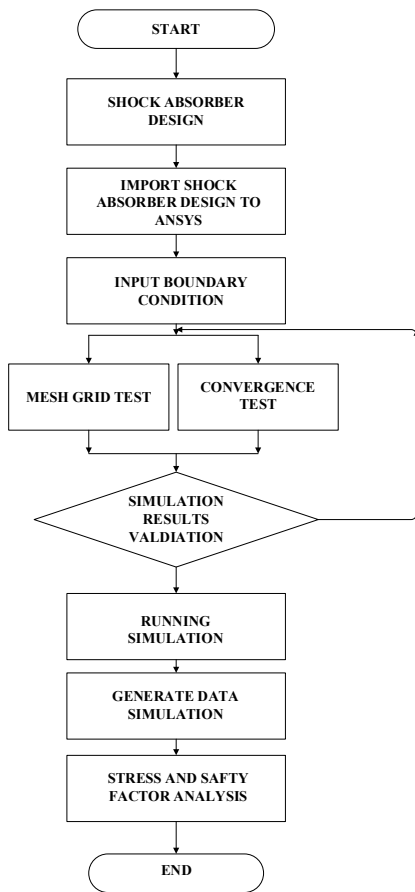 START
SHOCK ABSORBER
DESIGN
IMPORT SHOCK
ABSORBER DESIGN TO
ANSYS
INPUT BOUNDARY
CONDITION
MESH GRID TEST
CONVERGENCE
TEST
SIMULATION
RESULTS
VALDIATION
RUNNING
SIMULATION
GENERATE DATA
SIMULATION
STRESS AND SAFTY
FACTOR ANALYSIS
END